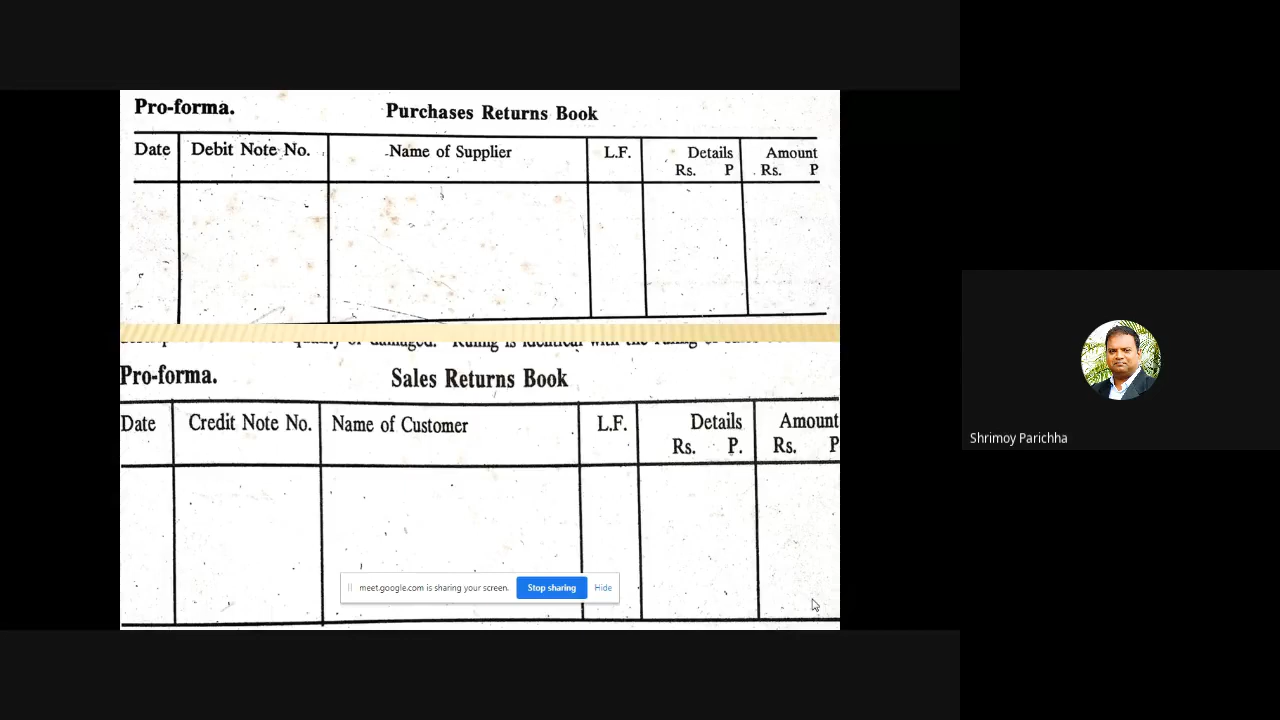 Pro-forma. Purchases Returns Book
Date Debit Note No. Name of Supplier L.F. Details Amount
Rs. P Rs. P
Pro-forma. Sales Returns Book
Date Credit Note No. Name of Customer L.F. Details Amount
Rs. P. Rs. P
meet.google.com is sharing your screen. Stop sharing Hide
Shrimoy Parichha